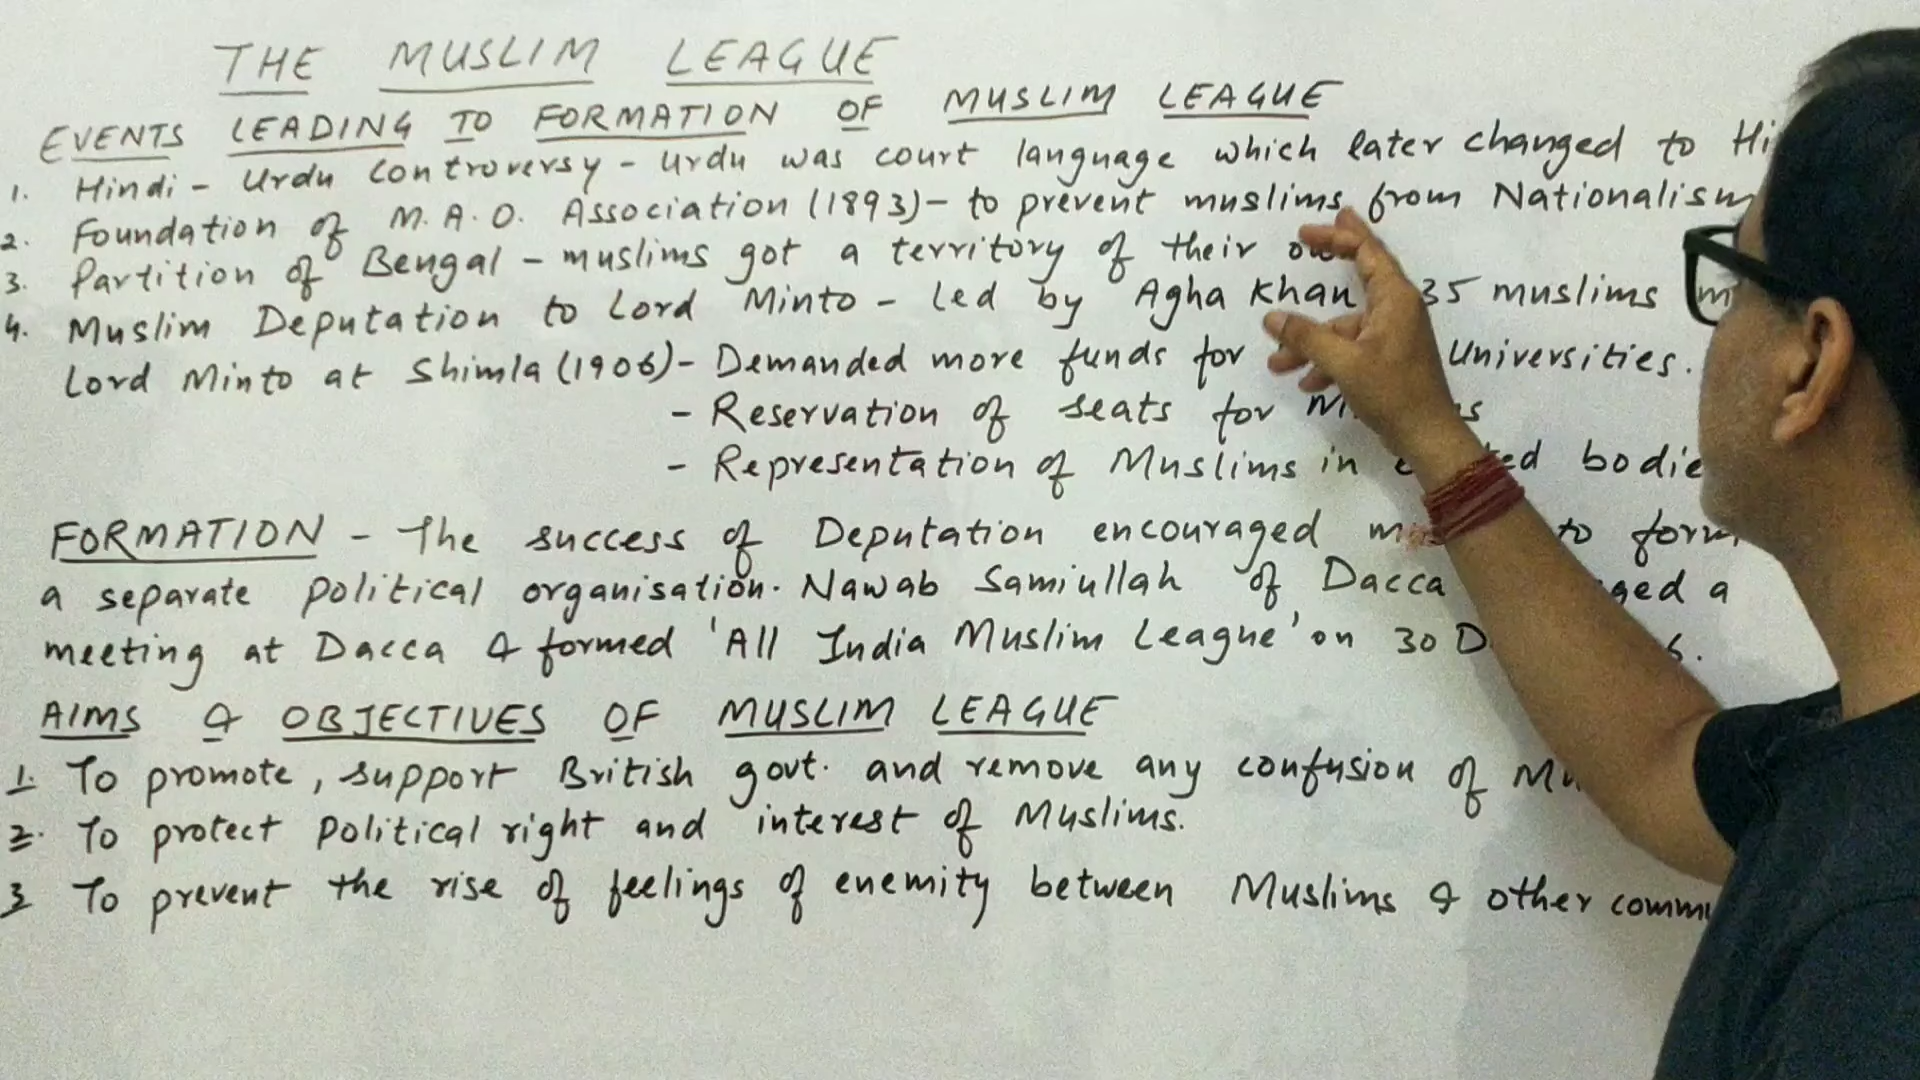 THE MUSLIM LEAGUE
EVENTS LEADING TO FORMATION OF MUSLIM LEAGUE
1. Hindi - Urdu Controversy - Urdu was court language which later changed to
2. Foundation of M.A.O. Association (1893) - to prevent muslims from Nationalism
3. Partition of Bengal - muslims got a territory of their
4. Muslim Deputation to Lord Minto - Led by Agha Khan 35 muslims
Lord Minto at Shimla (1906) - Demanded more funds for Universities.
- Reservation of seats for
- Representation of Muslims in bodie
FORMATION - The success of Deputation encouraged to form
a separate political organisation. Nawab Samiullah of Dacca a
meeting at Dacca & formed 'All India Muslim League' on 30
AIMS & OBJECTIVES OF MUSLIM LEAGUE
1. To promote, support British govt. and remove any confusion of
2. To protect political right and interest of Muslims.
3 To prevent the rise of feelings of enemity between Muslims & other